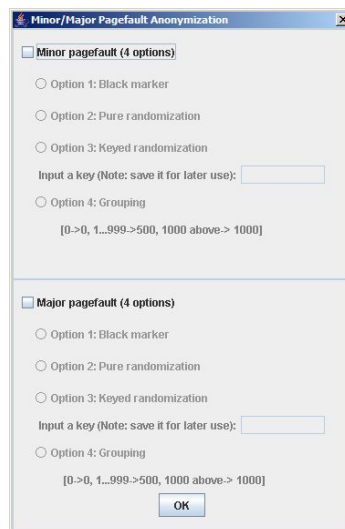 Minor/Major Pagefault Anonymization
Minor pagefault (4 options)
Option 1: Black marker
Option 2: Pure randomization
Option 3: Keyed randomization
Input a key (Note: save it for later use):
Option 4: Grouping
[0->0, 1...999->500, 1000 above-> 1000]
Major pagefault (4 options)
Option 1: Black marker
Option 2: Pure randomization
Option 3: Keyed randomization
Input a key (Note: save it for later use):
Option 4: Grouping
[0->0, 1...999->500, 1000 above-> 1000]
OK